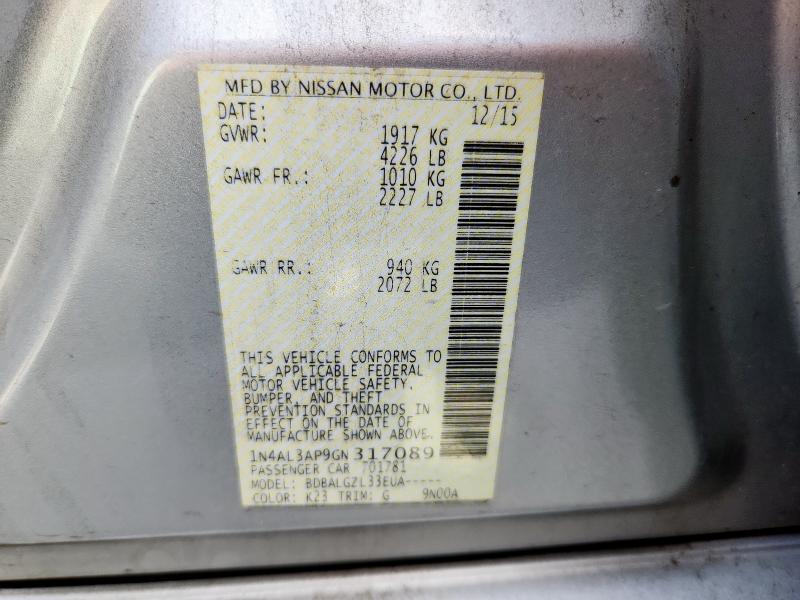 MFD BY NISSAN MOTOR CO., LTD.
DATE: 12/15
GVWR: 1917 KG
4226 LB
GAWR FR.: 1010 KG
2227 LB
GAWR RR.: 940 KG
2072 LB
THIS VEHICLE CONFORMS TO
ALL APPLICABLE FEDERAL
MOTOR VEHICLE SAFETY,
BUMPER, AND THEFT
PREVENTION STANDARDS IN
EFFECT ON THE DATE OF
MANUFACTURE SHOWN ABOVE.
1N4AL3AP9GN317089
PASSENGER CAR 701781
MODEL: BDBALGZL33EUA-----
COLOR: K23 TRIM: G 9N00A